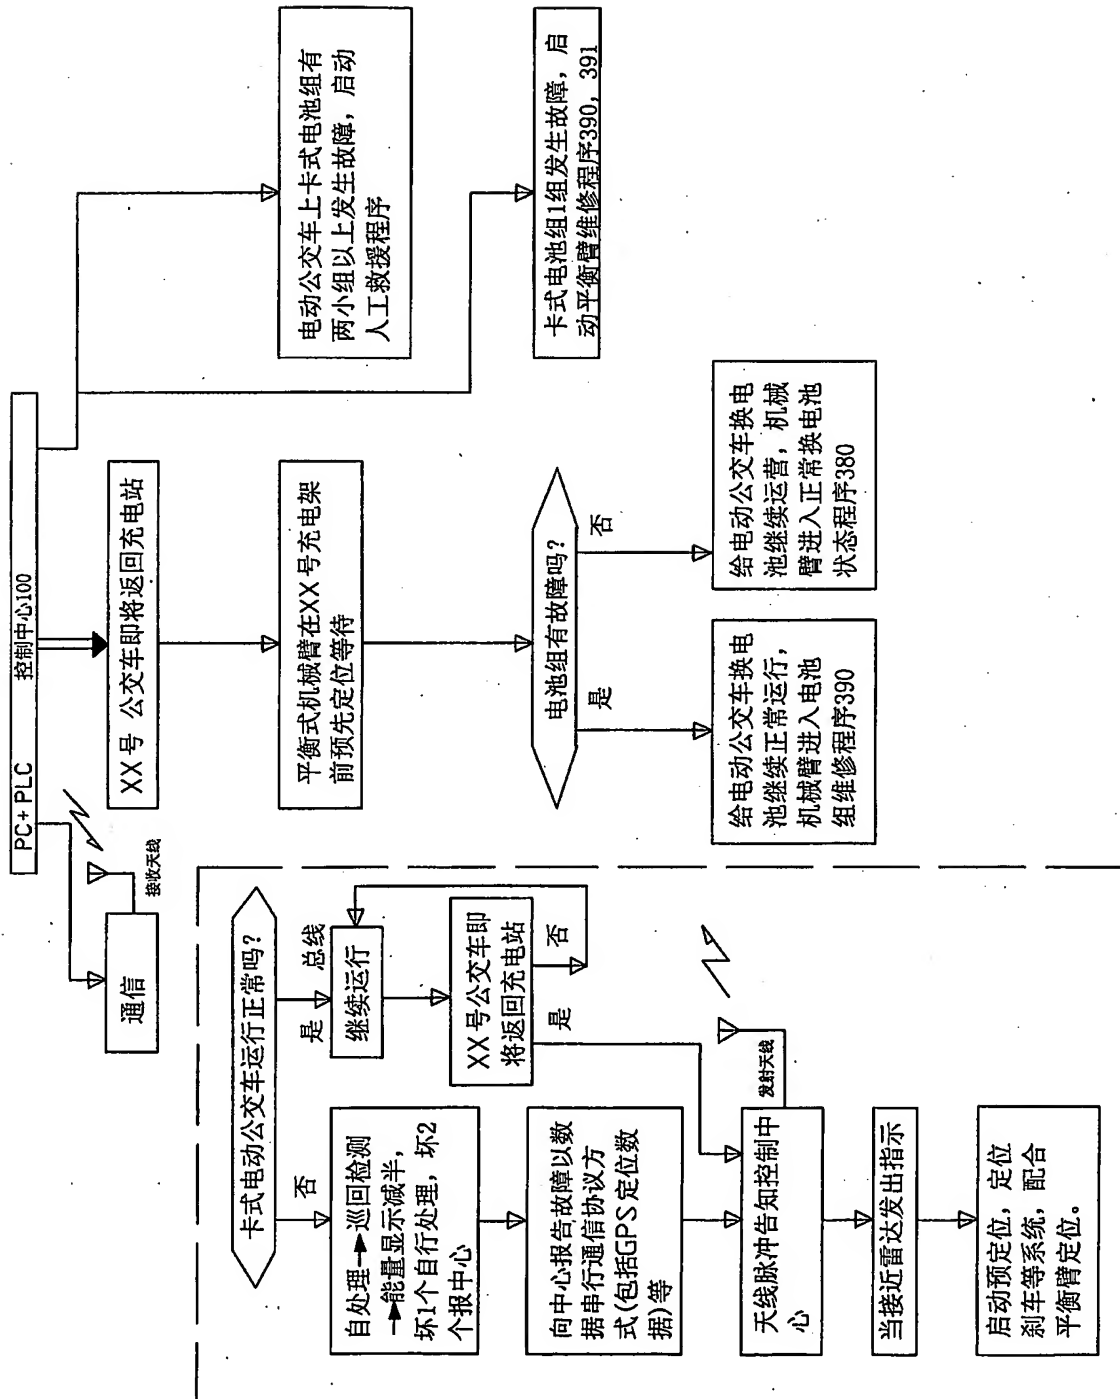 PC+PLC 控制中心100
通信
接收天线
XX号 公交车即将返回充电站
平衡式机械臂在XX号充电架
前预先定位等待
电池组有故障吗?
是
否
给电动公交车换电
池继续正常运行,
机械臂进入电池
组维修程序390
给电动公交车换电
池继续运营, 机械
臂进入正常换电池
状态程序380
电动公交车上卡式电池组有
两小组以上发生故障, 启动
人工救援程序
卡式电池组1组发生故障, 启
动平衡臂维修程序390, 391
卡式电动公交车运行正常吗?
否
是
总线
自处理→巡回检测
→能量显示减半,
坏1个自行处理, 坏2
个报中心
继续运行
XX号公交车即
将返回充电站
是
否
向中心报告故障以数
据串行通信协议方
式(包括GPS定位数
据)等
天线脉冲告知控制中
心
发射天线
当接近雷达发出指示
启动预定位, 定位
刹车等系统, 配合
平衡臂定位。